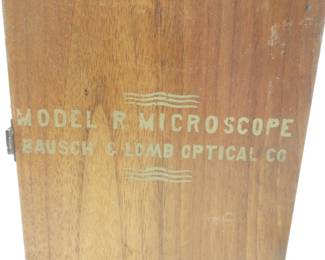 MODEL R MICROSCOPE
BAUSCH & LOMB OPTICAL CO